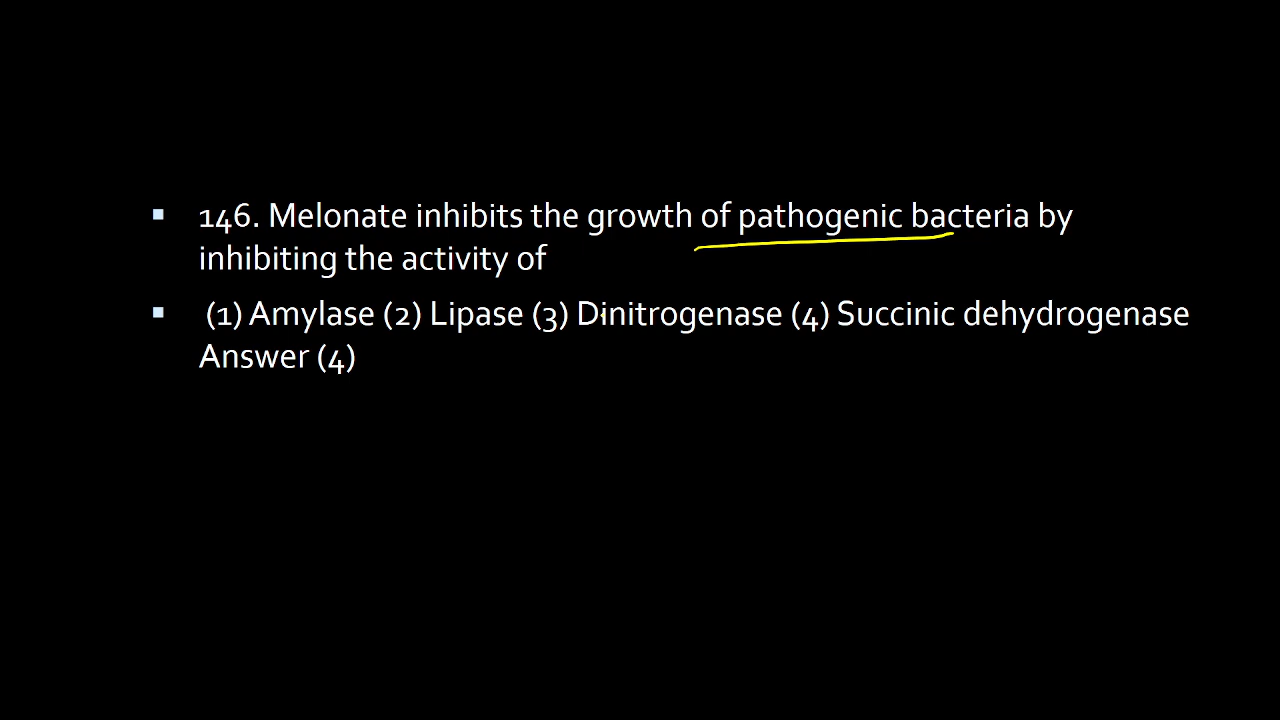 146. Melonate inhibits the growth of pathogenic bacteria by
inhibiting the activity of
(1) Amylase (2) Lipase (3) Dinitrogenase (4) Succinic dehydrogenase
Answer (4)